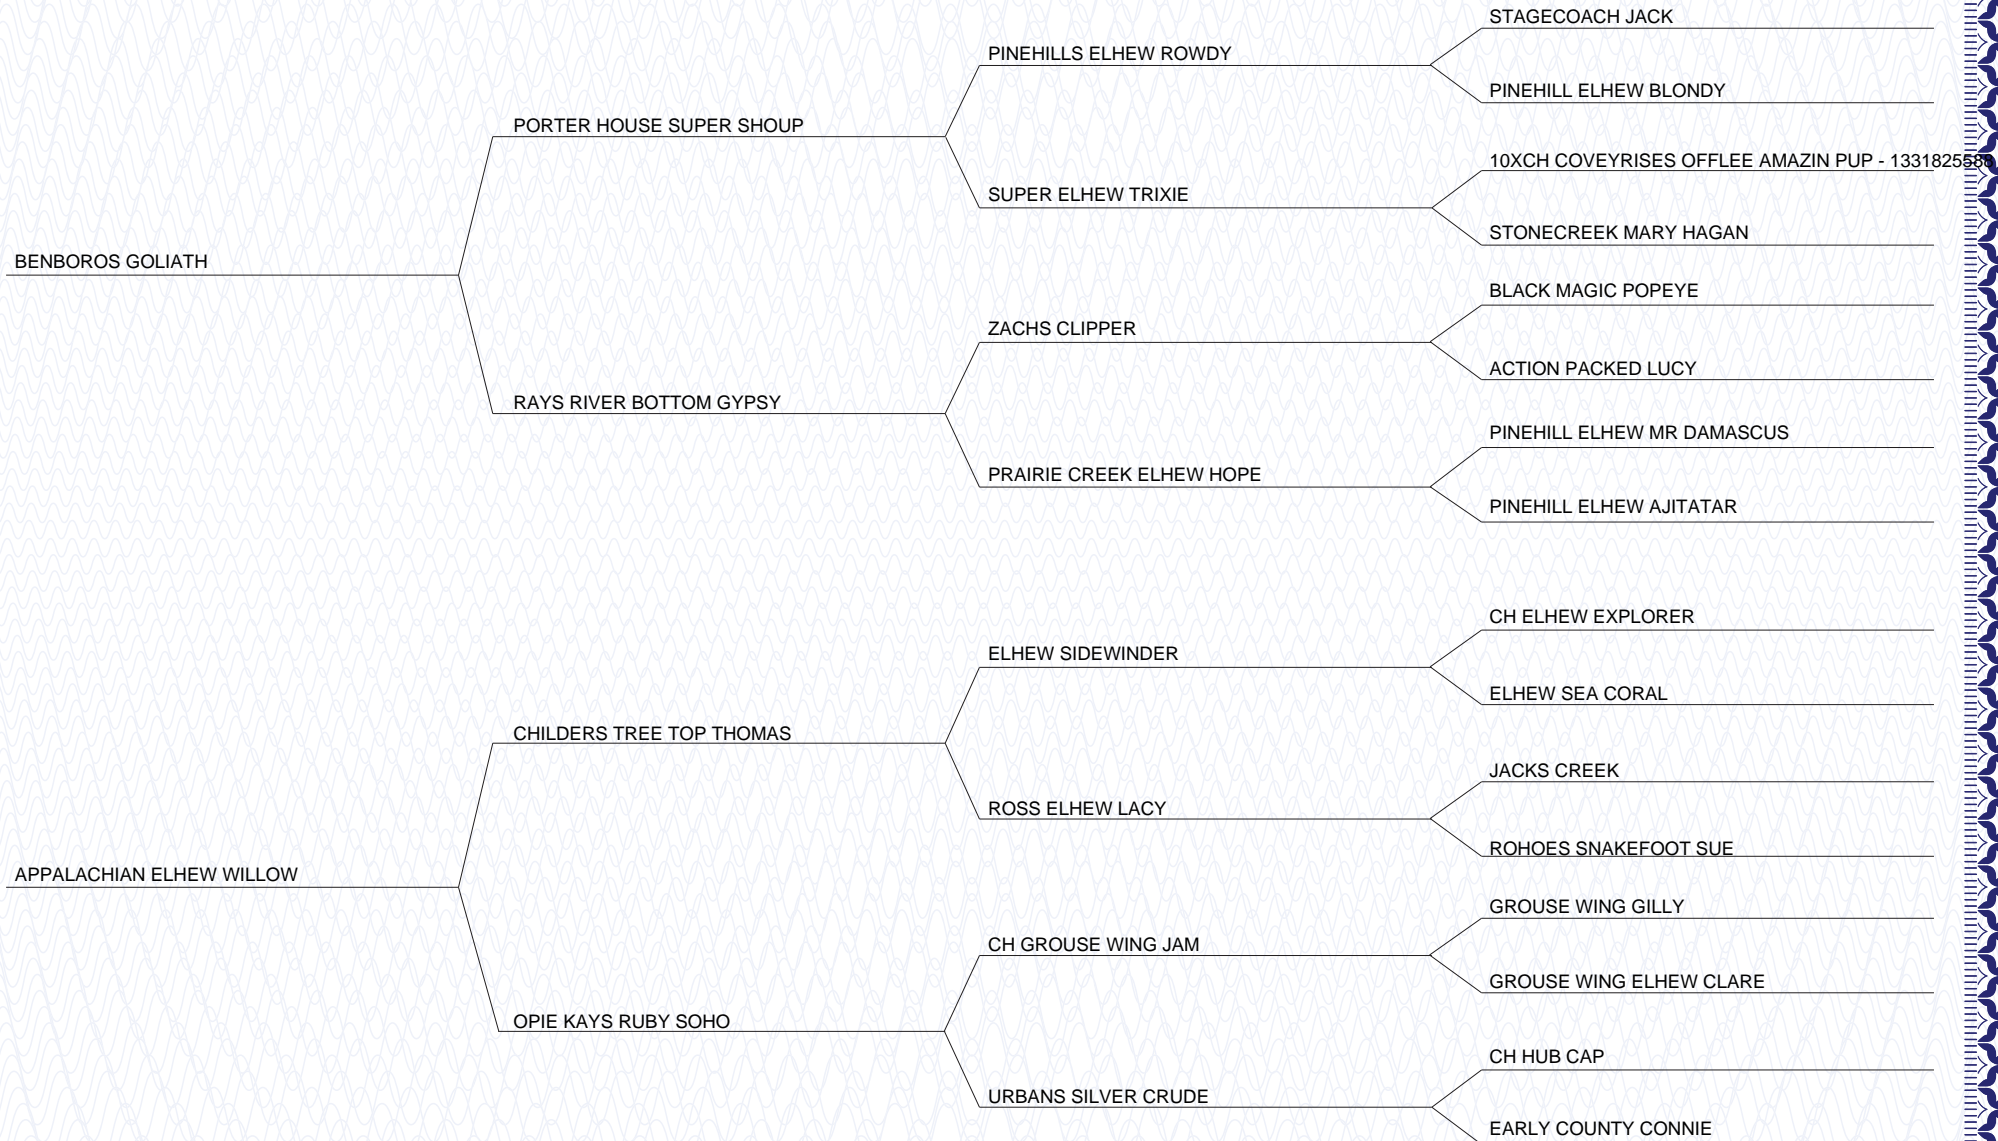 STAGECOACH JACK
PINEHILLS ELHEW ROWDY
PINEHILL ELHEW BLONDY
PORTER HOUSE SUPER SHOUP
10XCH COVEYRISES OFFLEE AMAZIN PUP - 1331825588
SUPER ELHEW TRIXIE
STONECREEK MARY HAGAN
BENBOROS GOLIATH
BLACK MAGIC POPEYE
ZACHS CLIPPER
ACTION PACKED LUCY
RAYS RIVER BOTTOM GYPSY
PINEHILL ELHEW MR DAMASCUS
PRAIRIE CREEK ELHEW HOPE
PINEHILL ELHEW AJITATAR
CH ELHEW EXPLORER
ELHEW SIDEWINDER
ELHEW SEA CORAL
CHILDERS TREE TOP THOMAS
JACKS CREEK
ROSS ELHEW LACY
ROHOES SNAKEFOOT SUE
APPALACHIAN ELHEW WILLOW
GROUSE WING GILLY
CH GROUSE WING JAM
GROUSE WING ELHEW CLARE
OPIE KAYS RUBY SOHO
CH HUB CAP
URBANS SILVER CRUDE
EARLY COUNTY CONNIE